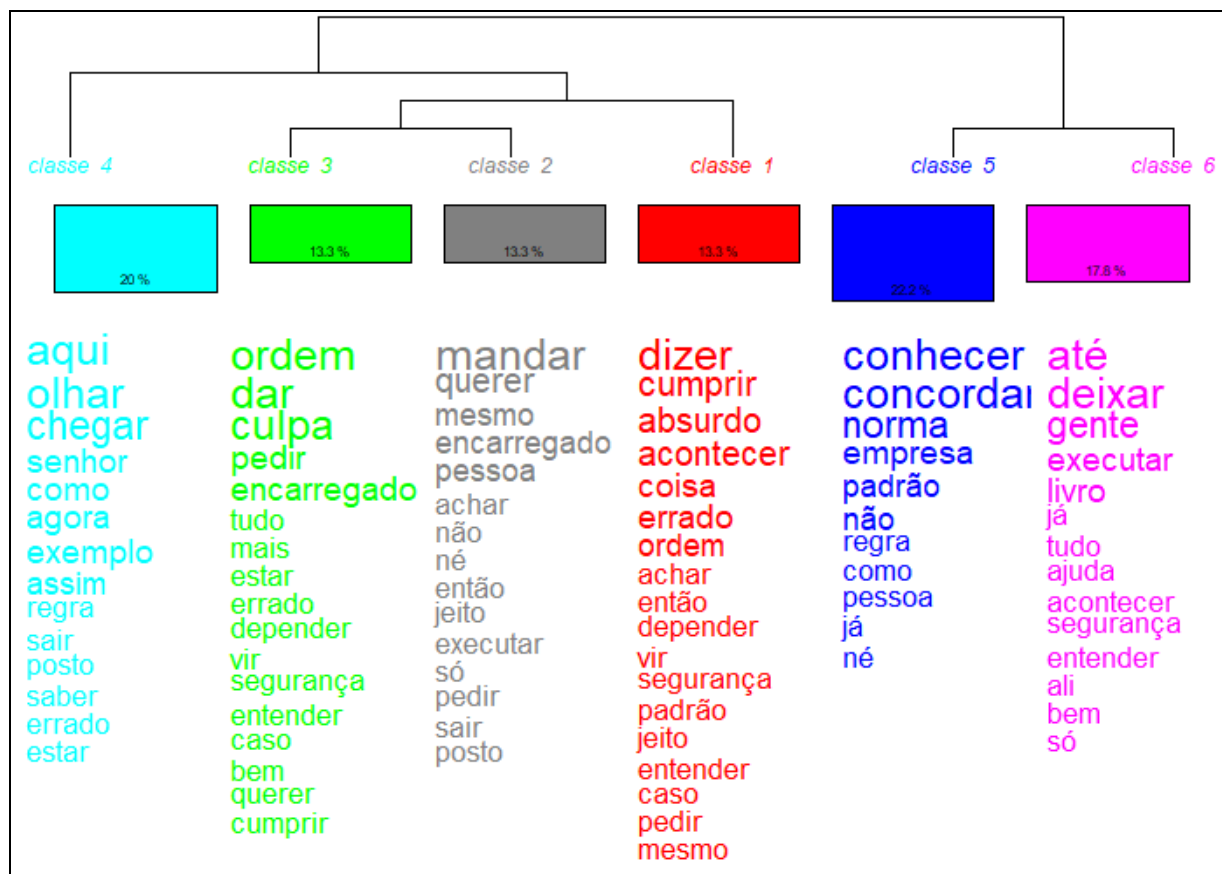 classe 4
classe 3
classe 2
classe 1
classe 5
classe 6
20 %
13.3 %
13.3 %
13.3 %
22.2 %
17.8 %
aqui
olhar
chegar
senhor
como
agora
exemplo
assim
regra
sair
posto
saber
errado
estar
ordem
dar
culpa
pedir
encarregado
tudo
mais
estar
errado
depender
vir
segurança
entender
caso
bem
querer
cumprir
mandar
querer
mesmo
encarregado
pessoa
achar
não
né
então
jeito
executar
só
pedir
sair
posto
dizer
cumprir
absurdo
acontecer
coisa
errado
ordem
achar
então
depender
vir
segurança
padrão
jeito
entender
caso
pedir
mesmo
conhecer
concordar
norma
empresa
padrão
não
regra
como
pessoa
já
né
até
deixar
gente
executar
livro
já
tudo
ajuda
acontecer
segurança
entender
ali
bem
só